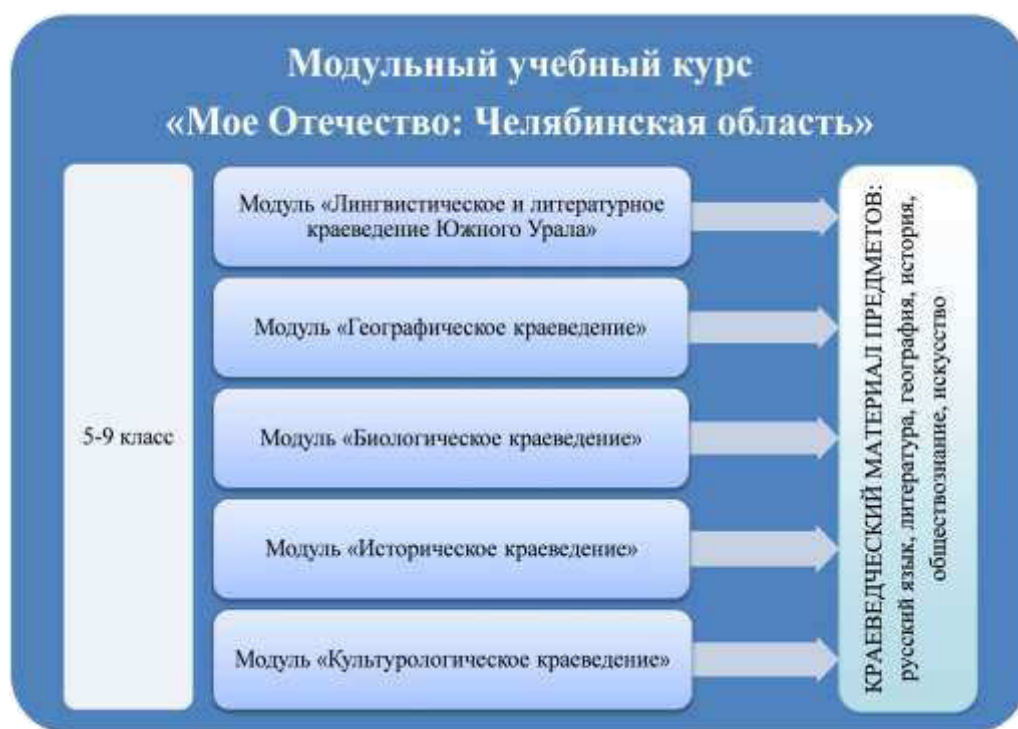 Модульный учебный курс
«Мое Отечество: Челябинская область»
5-9 класс
Модуль «Лингвистическое и литературное
краеведение Южного Урала»
Модуль «Географическое краеведение»
Модуль «Биологическое краеведение»
Модуль «Историческое краеведение»
Модуль «Культурологическое краеведение»
КРАЕВЕДЧЕСКИЙ МАТЕРИАЛ ПРЕДМЕТОВ:
русский язык, литература, география, история,
обществознание, искусство